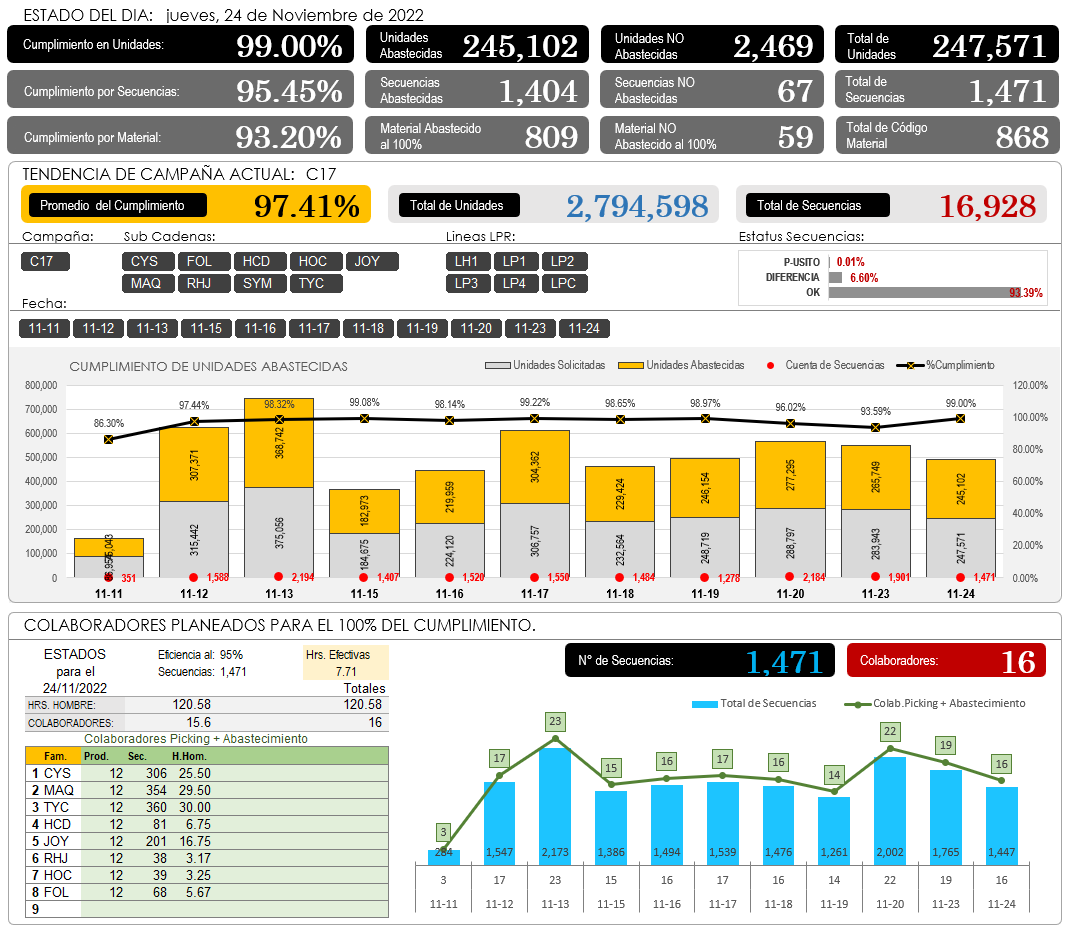 ESTADO DEL DIA: jueves, 24 de Noviembre de 2022
Cumplimiento en Unidades: 99.00% Unidades Abastecidas 245,102 Unidades NO Abastecidas 2,469 Total de Unidades 247,571
Cumplimiento por Secuencias: 95.45% Secuencias Abastecidas 1,404 Secuencias NO Abastecidas 67 Total de Secuencias 1,471
Cumplimiento por Material: 93.20% Material Abastecido al 100% 809 Material NO Abastecido al 100% 59 Total de Código Material 868
TENDENCIA DE CAMPAÑA ACTUAL: C17
Promedio del Cumplimiento 97.41% Total de Unidades 2,794,598 Total de Secuencias 16,928
Campaña: Sub Cadenas: Lineas LPR: Estatus Secuencias:
C17 CYS FOL HCD HOC JOY LH1 LP1 LP2
MAQ RHJ SYM TYC LP3 LP4 LPC
P-USITO 0.01%
DIFERENCIA 6.60%
OK 93.39%
Fecha:
11-11 11-12 11-13 11-15 11-16 11-17 11-18 11-19 11-20 11-23 11-24
CUMPLIMIENTO DE UNIDADES ABASTECIDAS
Unidades Solicitadas Unidades Abastecidas Cuenta de Secuencias %Cumplimiento
800,000
700,000
600,000
500,000
400,000
300,000
200,000
100,000
0
120.00%
100.00%
80.00%
60.00%
40.00%
20.00%
0.00%
86.30% 97.44% 98.32% 99.08% 98.14% 99.22% 98.65% 98.97% 96.02% 93.59% 99.00%
307,371 368,742 182,973 219,959 304,362 229,424 246,154 277,295 265,749 245,102
315,442 375,056 184,675 224,120 306,757 232,564 248,719 288,797 283,943 247,571
351 1,588 2,194 1,407 1,520 1,550 1,484 1,278 2,184 1,901 1,471
11-11 11-12 11-13 11-15 11-16 11-17 11-18 11-19 11-20 11-23 11-24
COLABORADORES PLANEADOS PARA EL 100% DEL CUMPLIMIENTO.
ESTADOS
para el
24/11/2022
Eficiencia al: 95%
Secuencias: 1,471
Hrs. Efectivas
7.71
Totales
HRS. HOMBRE: 120.58 120.58
COLABORADORES: 15.6 16
Colaboradores Picking + Abastecimiento
Fam. Prod. Sec. H.Hom.
1 CYS 12 306 25.50
2 MAQ 12 354 29.50
3 TYC 12 360 30.00
4 HCD 12 81 6.75
5 JOY 12 201 16.75
6 RHJ 12 38 3.17
7 HOC 12 39 3.25
8 FOL 12 68 5.67
9
N° de Secuencias: 1,471 Colaboradores: 16
Total de Secuencias Colab.Picking + Abastecimiento
3 17 23 15 16 17 16 14 22 19 16
284 1,547 2,173 1,386 1,494 1,539 1,476 1,261 2,002 1,765 1,447
3 17 23 15 16 17 16 14 22 19 16
11-11 11-12 11-13 11-15 11-16 11-17 11-18 11-19 11-20 11-23 11-24